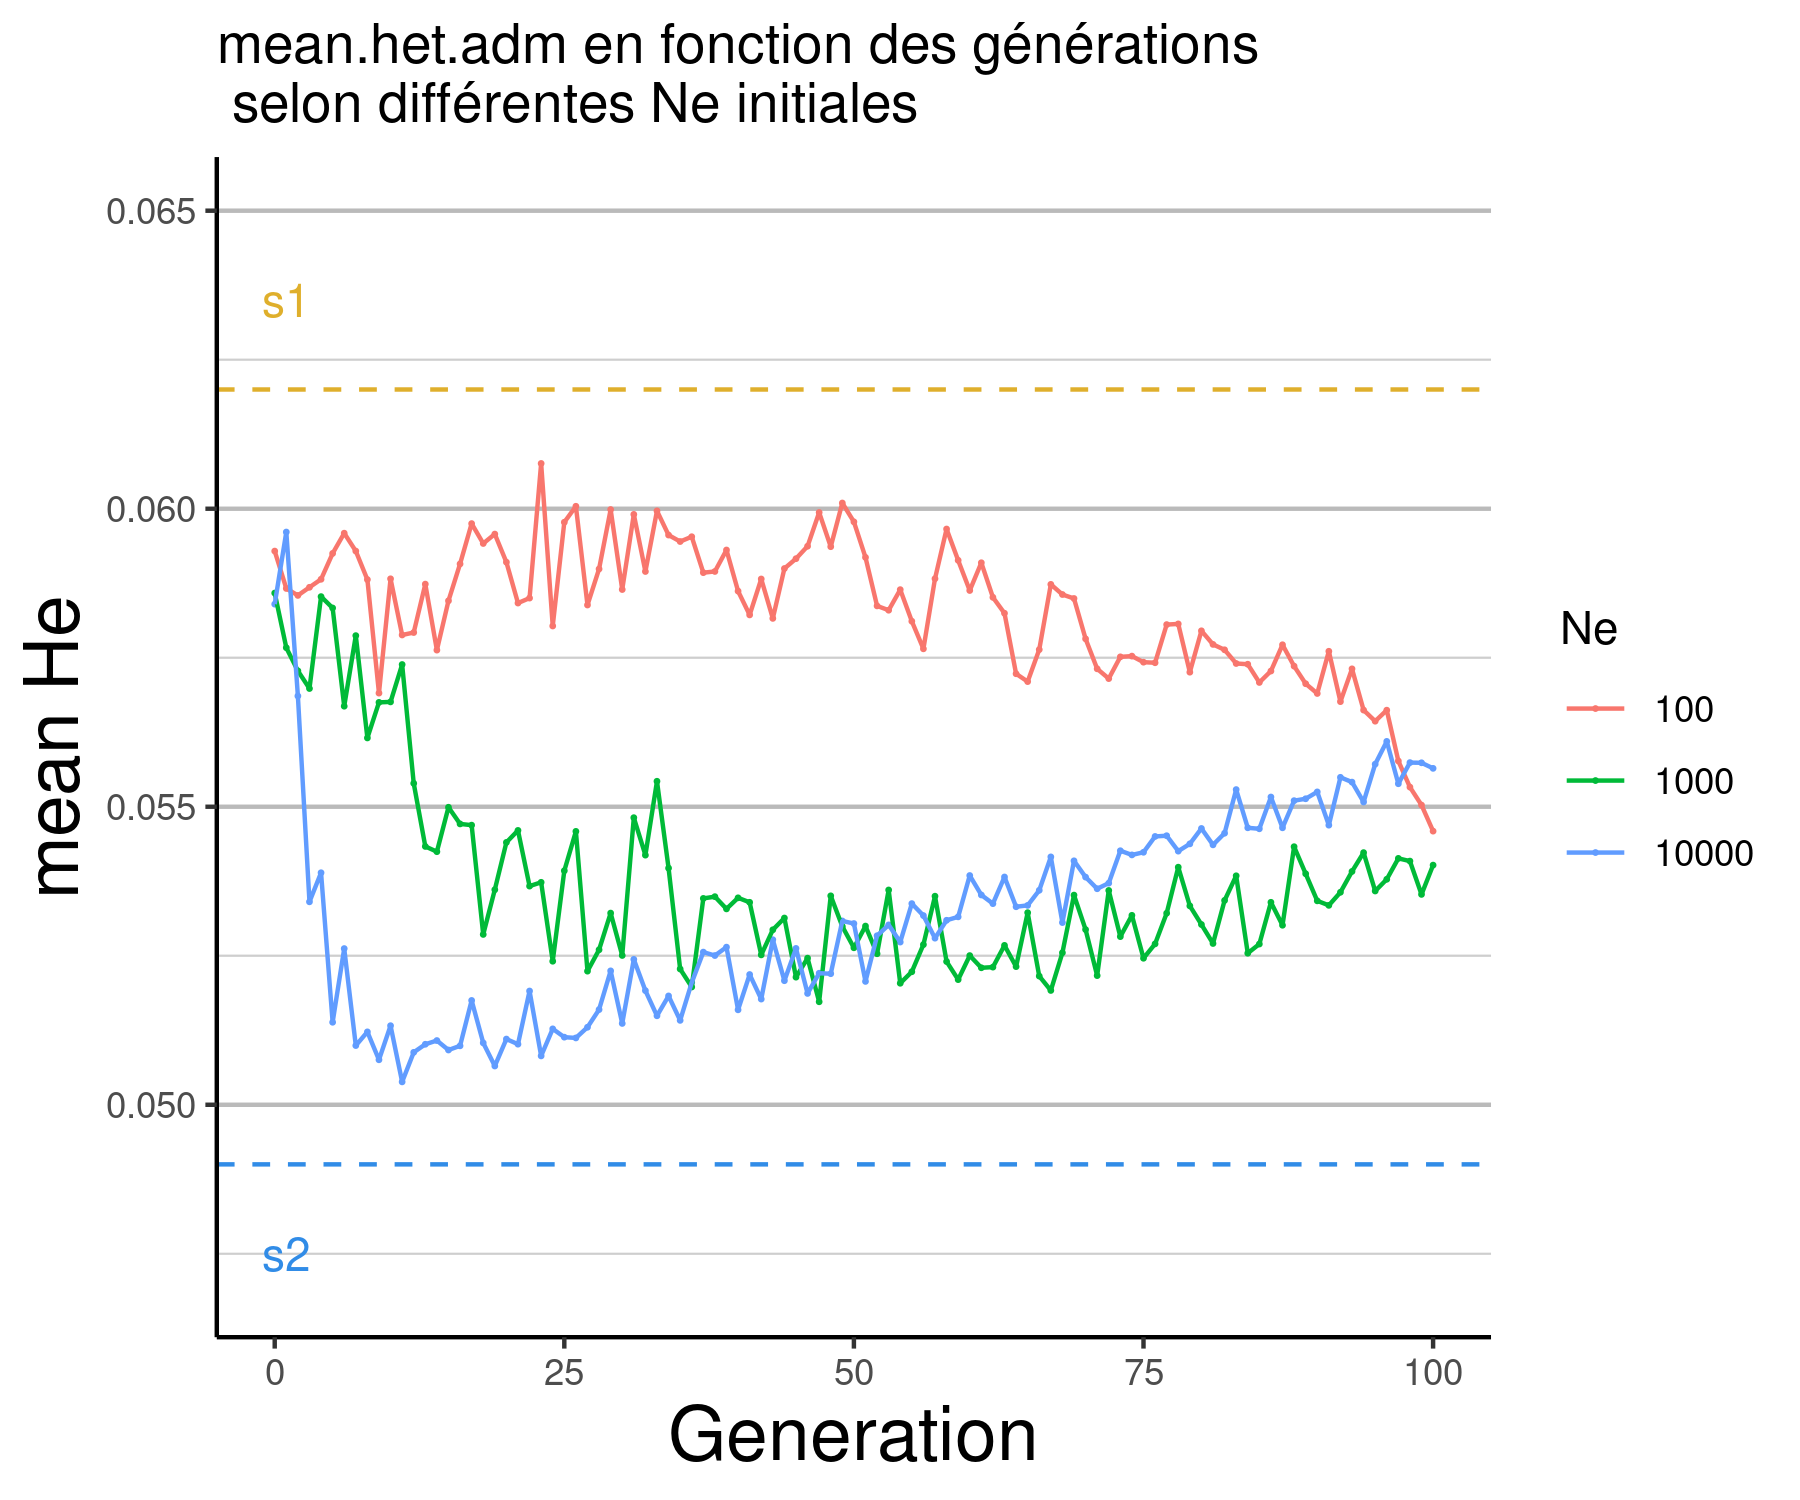 mean.het.adm en fonction des générations
selon différentes Ne initiales
0.065
s1
0.060
0.055
0.050
s2
mean He
0
25
50
75
100
Generation
Ne
100
1000
10000